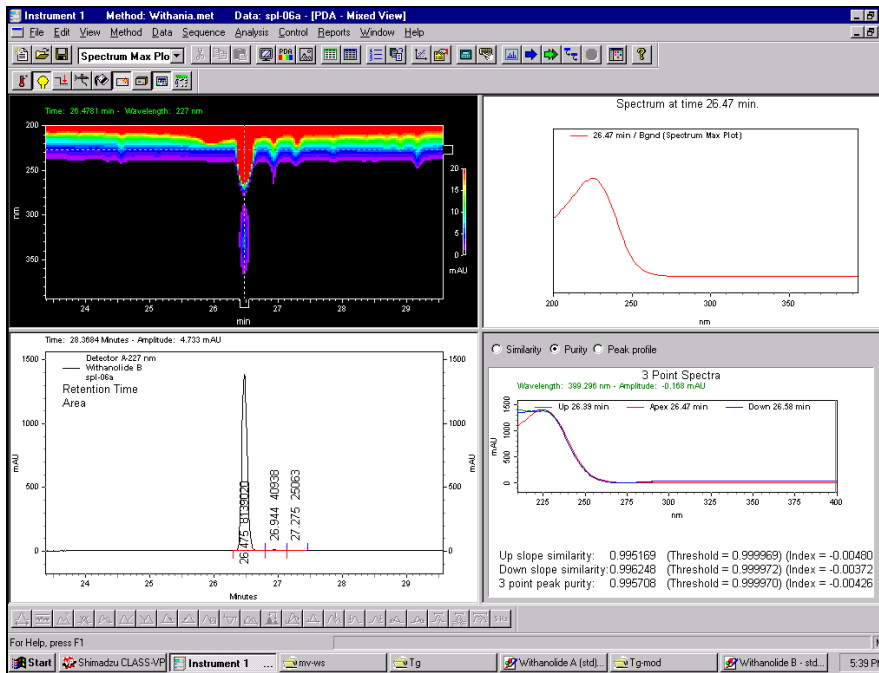 Instrument 1 Method: Withania.met Data: spl-06a - [PDA - Mixed View]
File Edit View Method Data Sequence Analysis Control Reports Window Help
Spectrum Max Plo
PDA
Time: 26.4781 min - Wavelength: 227 nm
200
250
300
350
nm
24 25 26 27 28 29
min
20
15
10
5
0
mAU
Spectrum at time 26.47 min.
26.47 min / Bgnd (Spectrum Max Plot)
200 250 300 350
nm
Time: 28.3684 Minutes - Amplitude: 4.733 mAU
Detector A-227 nm
Withanolide B
spl-06a
Retention Time
Area
1500 1500
1000 1000
500 500
0 0
mAU mAU
26.475 8139020
26.944 40938
27.275 25063
24 25 26 27 28 29
Minutes
Similarity Purity Peak profile
3 Point Spectra
Wavelength: 399.296 nm - Amplitude: -0.168 mAU
Up 26.39 min Apex 26.47 min Down 26.58 min
1500
1000
500
0
mAU
225 250 275 300 325 350 375 400
nm
Up slope similarity: 0.995169 (Threshold = 0.999969) (Index = -0.00480
Down slope similarity: 0.996248 (Threshold = 0.999972) (Index = -0.00372
3 point peak purity: 0.995708 (Threshold = 0.999970) (Index = -0.00426
For Help, press F1
Start Shimadzu CLASS-VP Instrument 1 ... mv-ws Tg Withanolide A (std)... Tg-mod Withanolide B - std... 5:39 PM